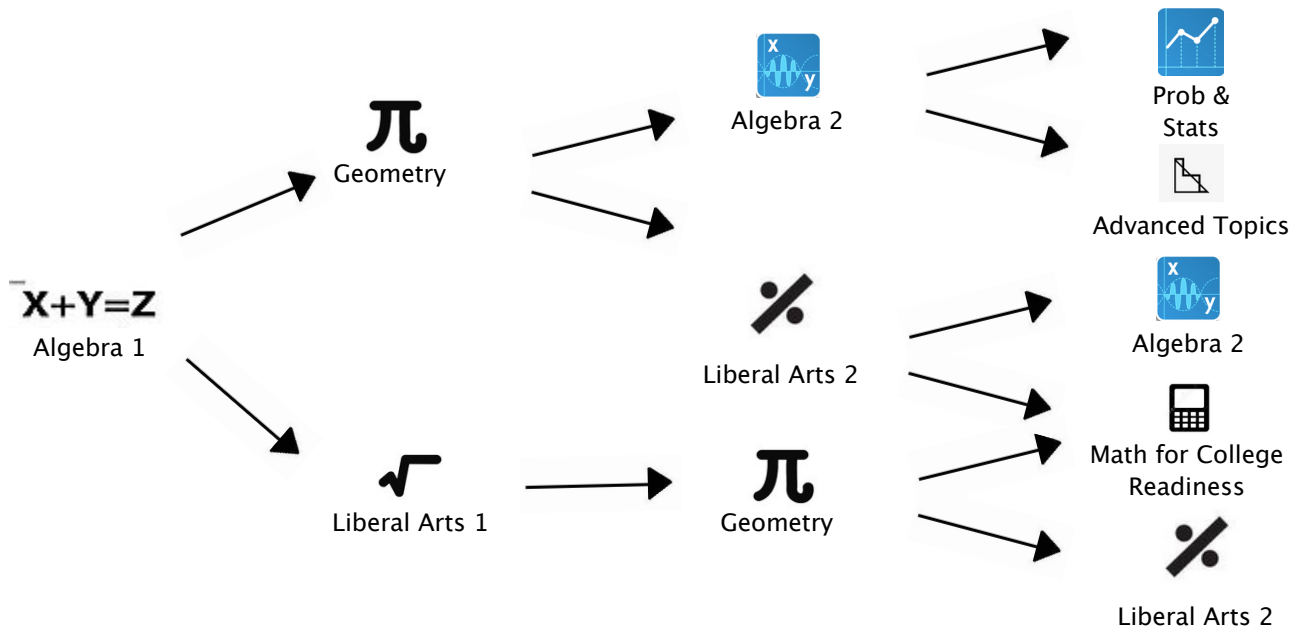 x
y
Algebra 2
Prob &
Stats
π
Geometry
Advanced Topics
X+Y=Z
Algebra 1
%
Liberal Arts 2
x
y
Algebra 2
Math for College
Readiness
√
Liberal Arts 1
π
Geometry
%
Liberal Arts 2